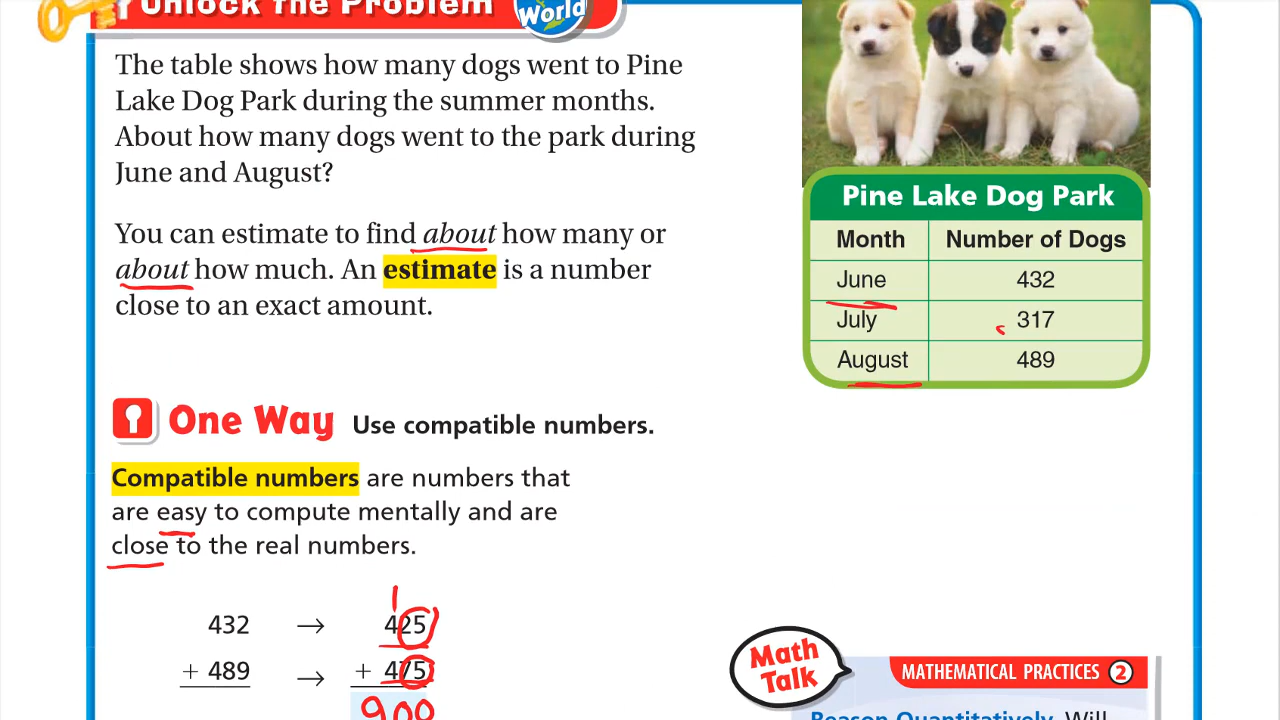 Unlock the Problem
World
The table shows how many dogs went to Pine
Lake Dog Park during the summer months.
About how many dogs went to the park during
June and August?
You can estimate to find about how many or
about how much. An estimate is a number
close to an exact amount.
Pine Lake Dog Park
Month Number of Dogs
June 432
July 317
August 489
One Way Use compatible numbers.
Compatible numbers are numbers that
are easy to compute mentally and are
close to the real numbers.
1
432 → 425
+ 489 → + 475
900
Math
Talk
MATHEMATICAL PRACTICES 2
Reason Quantitatively Will